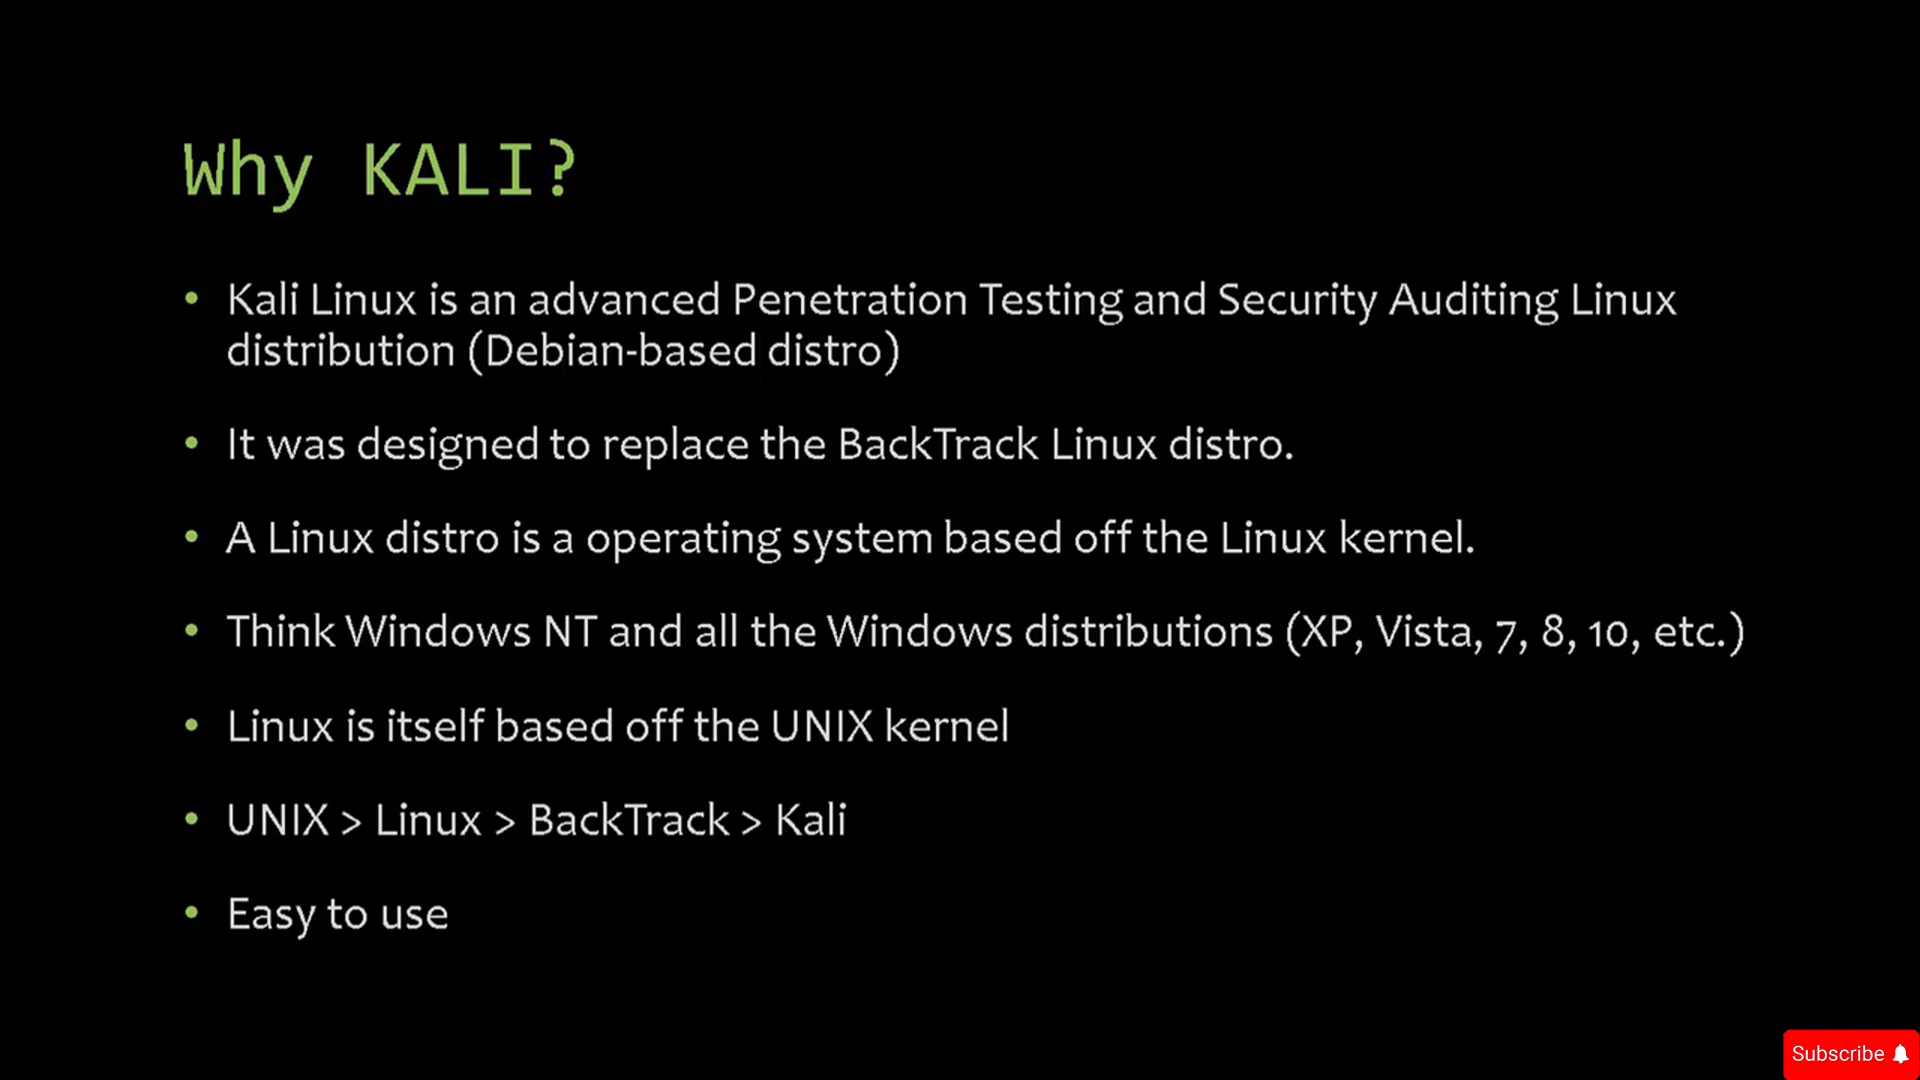 Why KALI?
• Kali Linux is an advanced Penetration Testing and Security Auditing Linux
distribution (Debian-based distro)
• It was designed to replace the BackTrack Linux distro.
• A Linux distro is a operating system based off the Linux kernel.
• Think Windows NT and all the Windows distributions (XP, Vista, 7, 8, 10, etc.)
• Linux is itself based off the UNIX kernel
• UNIX > Linux > BackTrack > Kali
• Easy to use
Subscribe